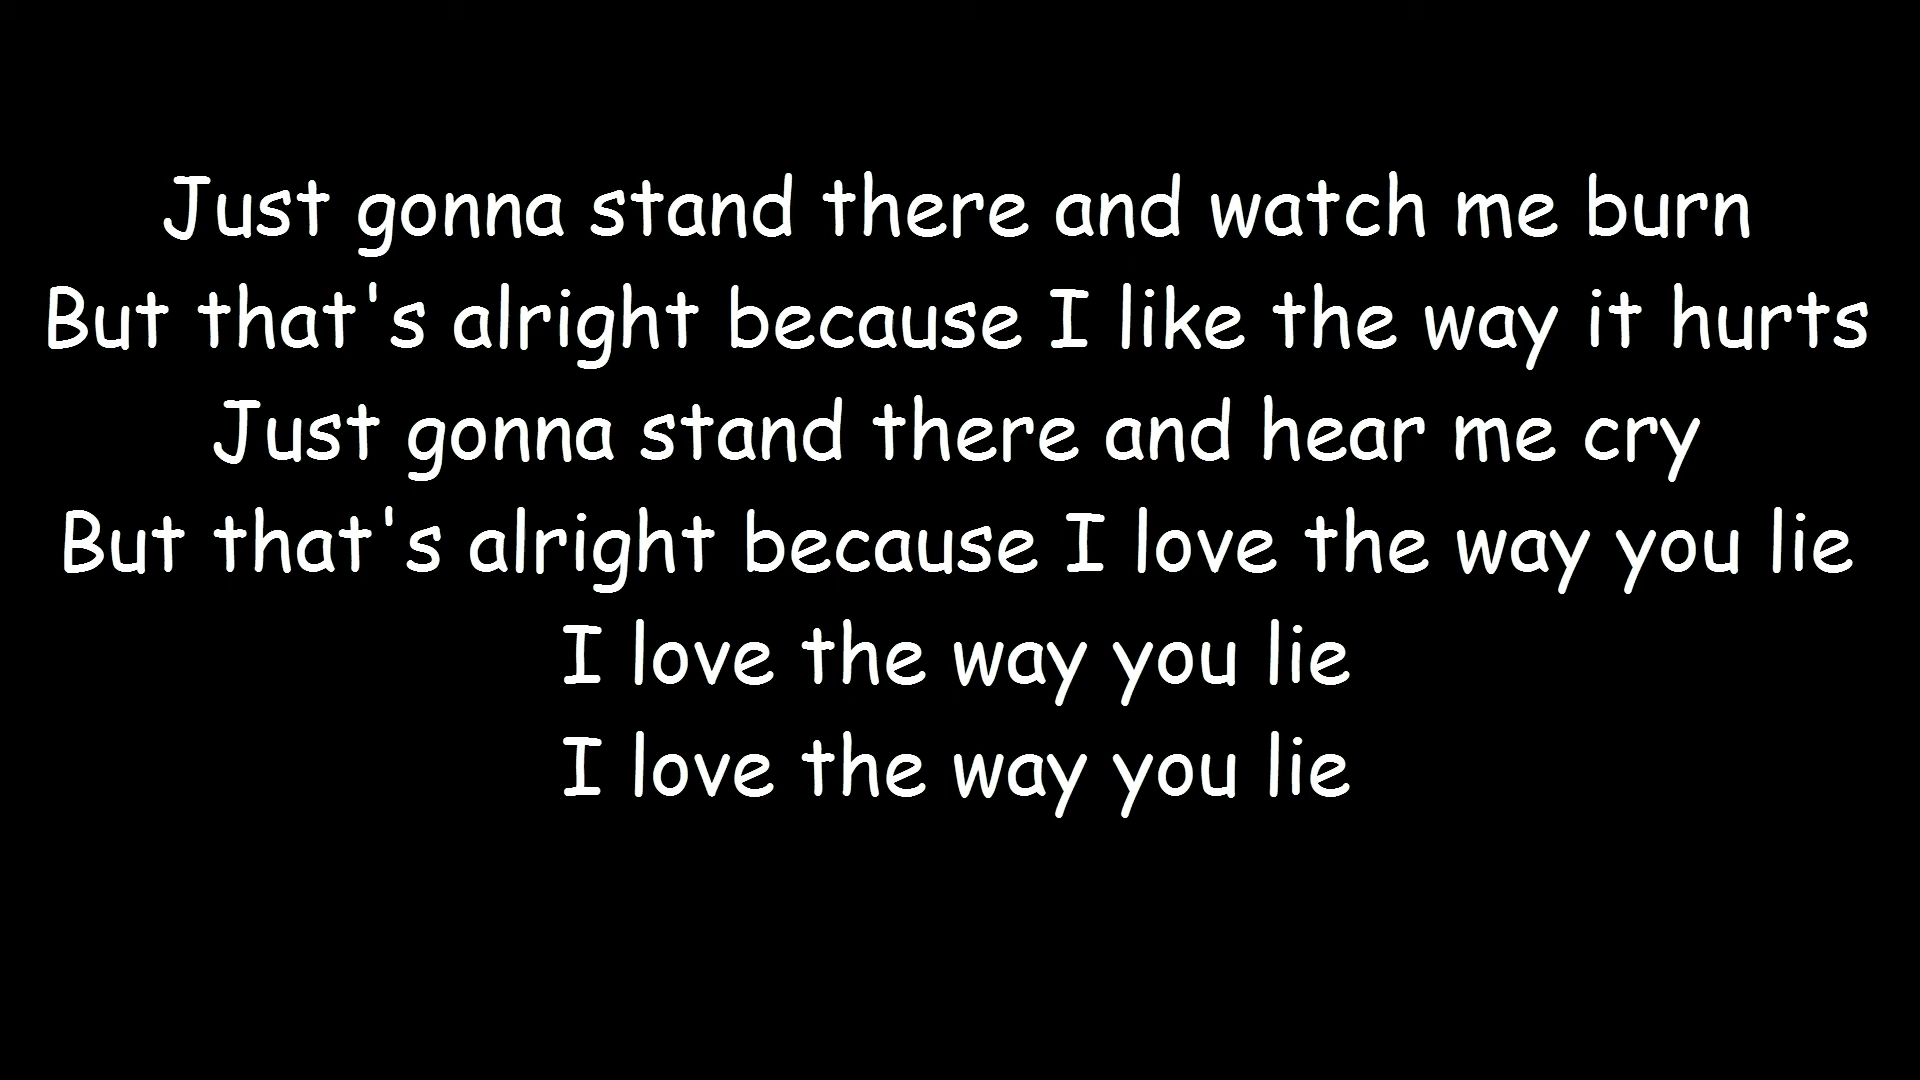 Just gonna stand there and watch me burn
But that's alright because I like the way it hurts
Just gonna stand there and hear me cry
But that's alright because I love the way you lie
I love the way you lie
I love the way you lie